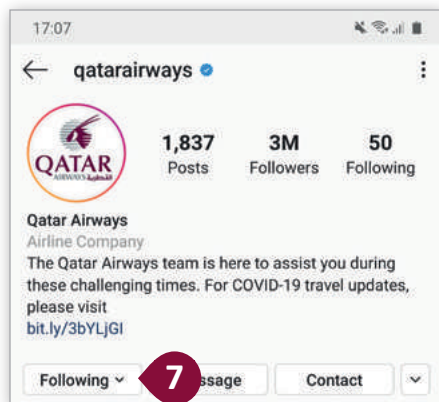 17:07
qatarairways
1,837 3M 50
Posts Followers Following
QATAR
AIRWAYS القطرية
Qatar Airways
Airline Company
The Qatar Airways team is here to assist you during
these challenging times. For COVID-19 travel updates,
please visit
bit.ly/3bYLjGI
Following 7 ssage Contact